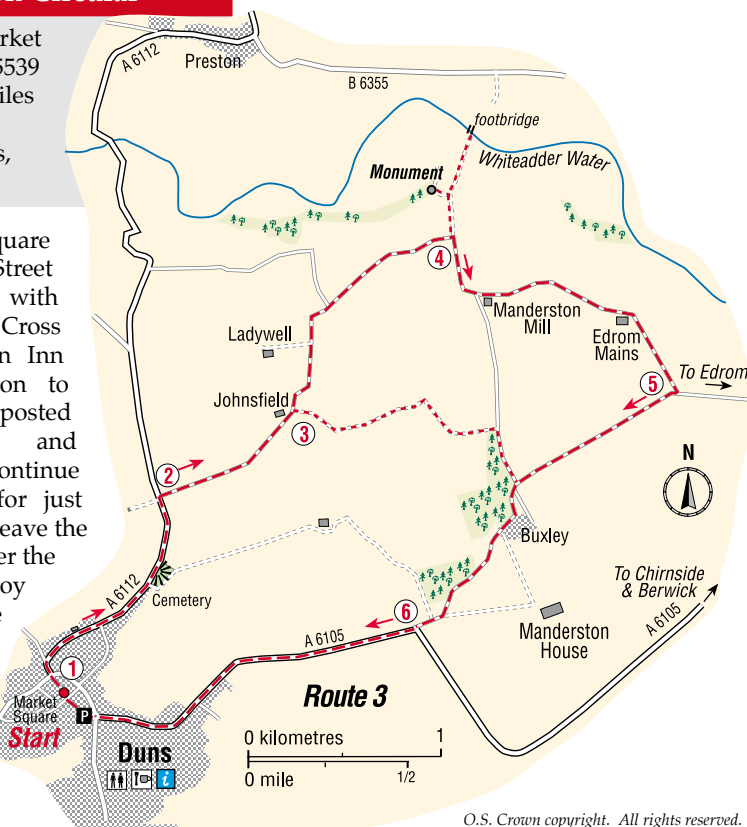 rket
5539
iles
s,
quare
Street
with
Cross
n Inn
on to
posted
and
ontinue
for just
eave the
er the
oy
e
A 6112
Preston
B 6355
footbridge
Whiteadder Water
Monument
4
Manderston
Mill
Ladywell
Edrom
Mains
To Edrom
5
Johnsfield
3
N
2
Buxley
To Chirnside
& Berwick
A 6105
Cemetery
A 6112
6
A 6105
Manderston
House
1
Market
Square
Start
P
Route 3
Duns
i
0 kilometres 1
0 mile 1/2
O.S. Crown copyright. All rights reserved.